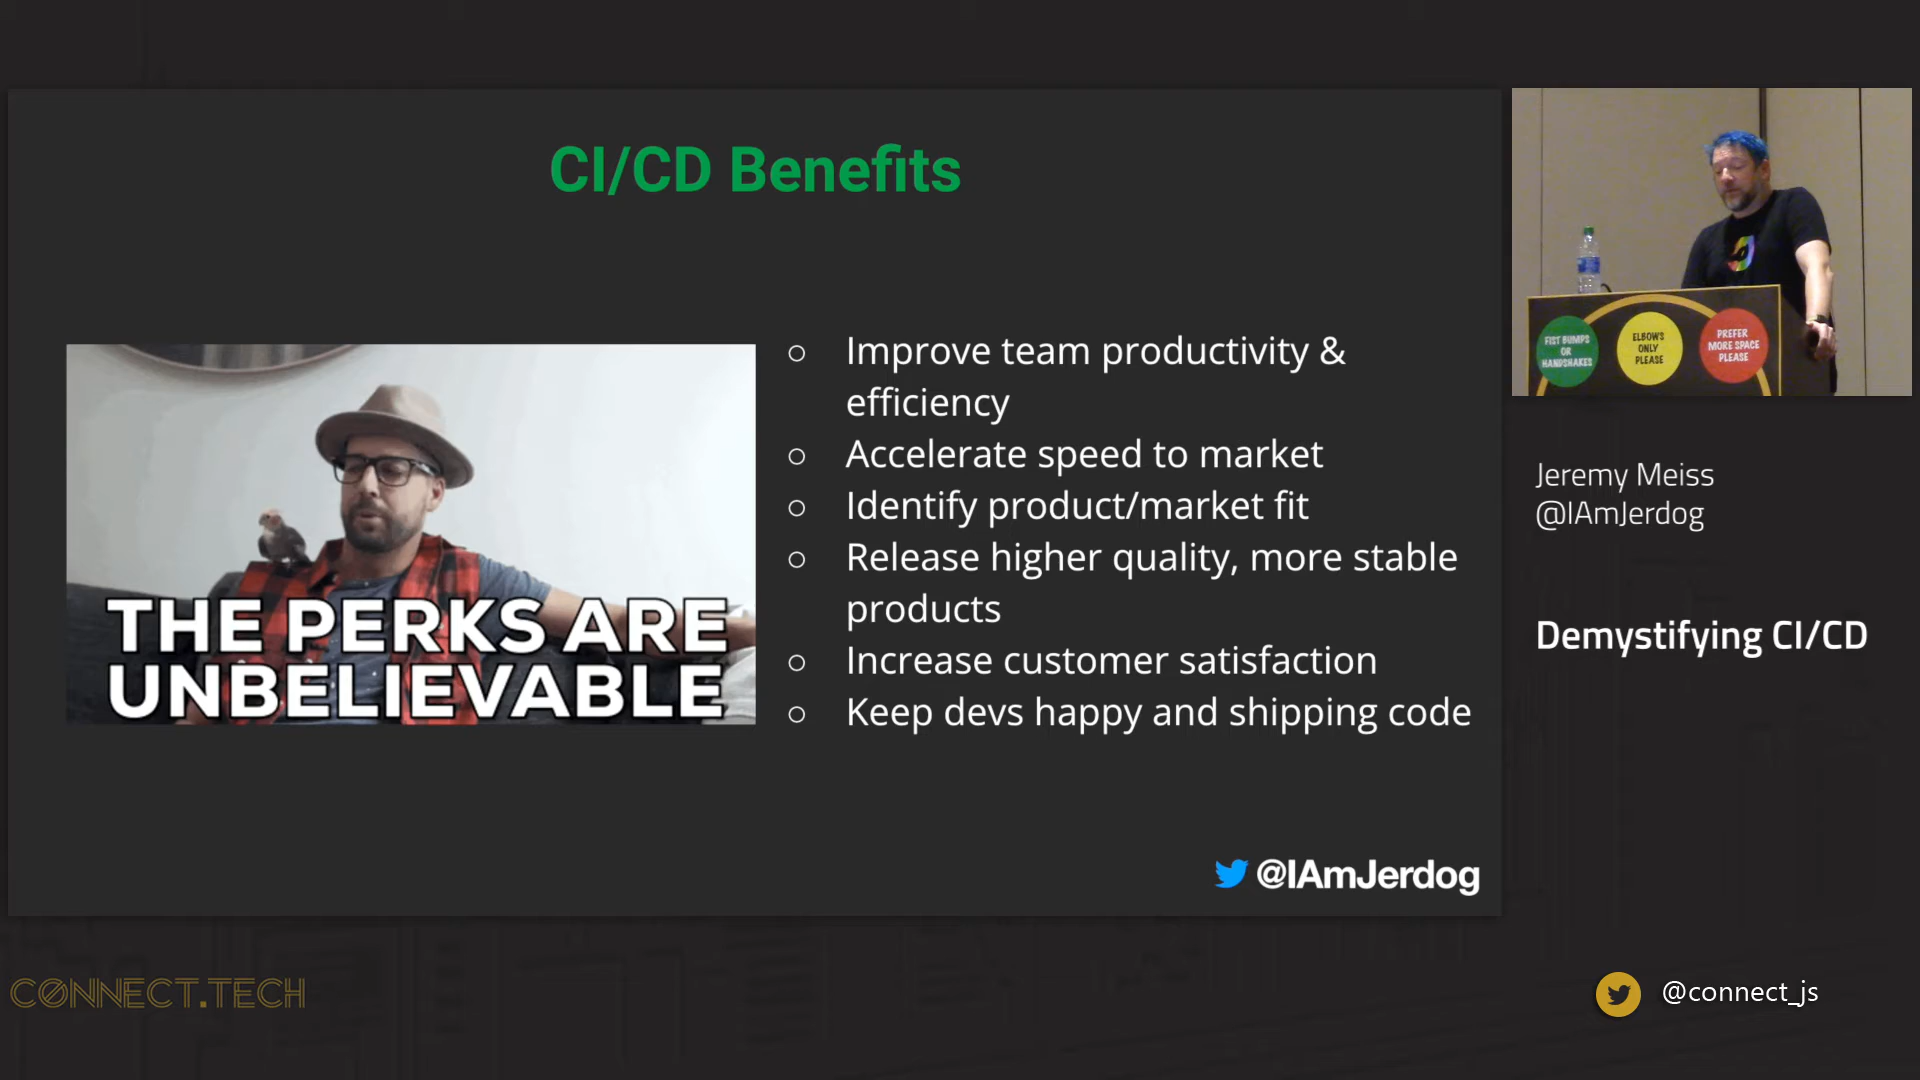 CI/CD Benefits
THE PERKS ARE
UNBELIEVABLE
○ Improve team productivity &
efficiency
○ Accelerate speed to market
○ Identify product/market fit
○ Release higher quality, more stable
products
○ Increase customer satisfaction
○ Keep devs happy and shipping code
@IAmJerdog
FIST BUMPS
OR
HANDSHAKES
ELBOWS
ONLY
PLEASE
PREFER
MORE SPACE
PLEASE
Jeremy Meiss
@IAmJerdog
Demystifying CI/CD
CONNECT.TECH
@connect_js